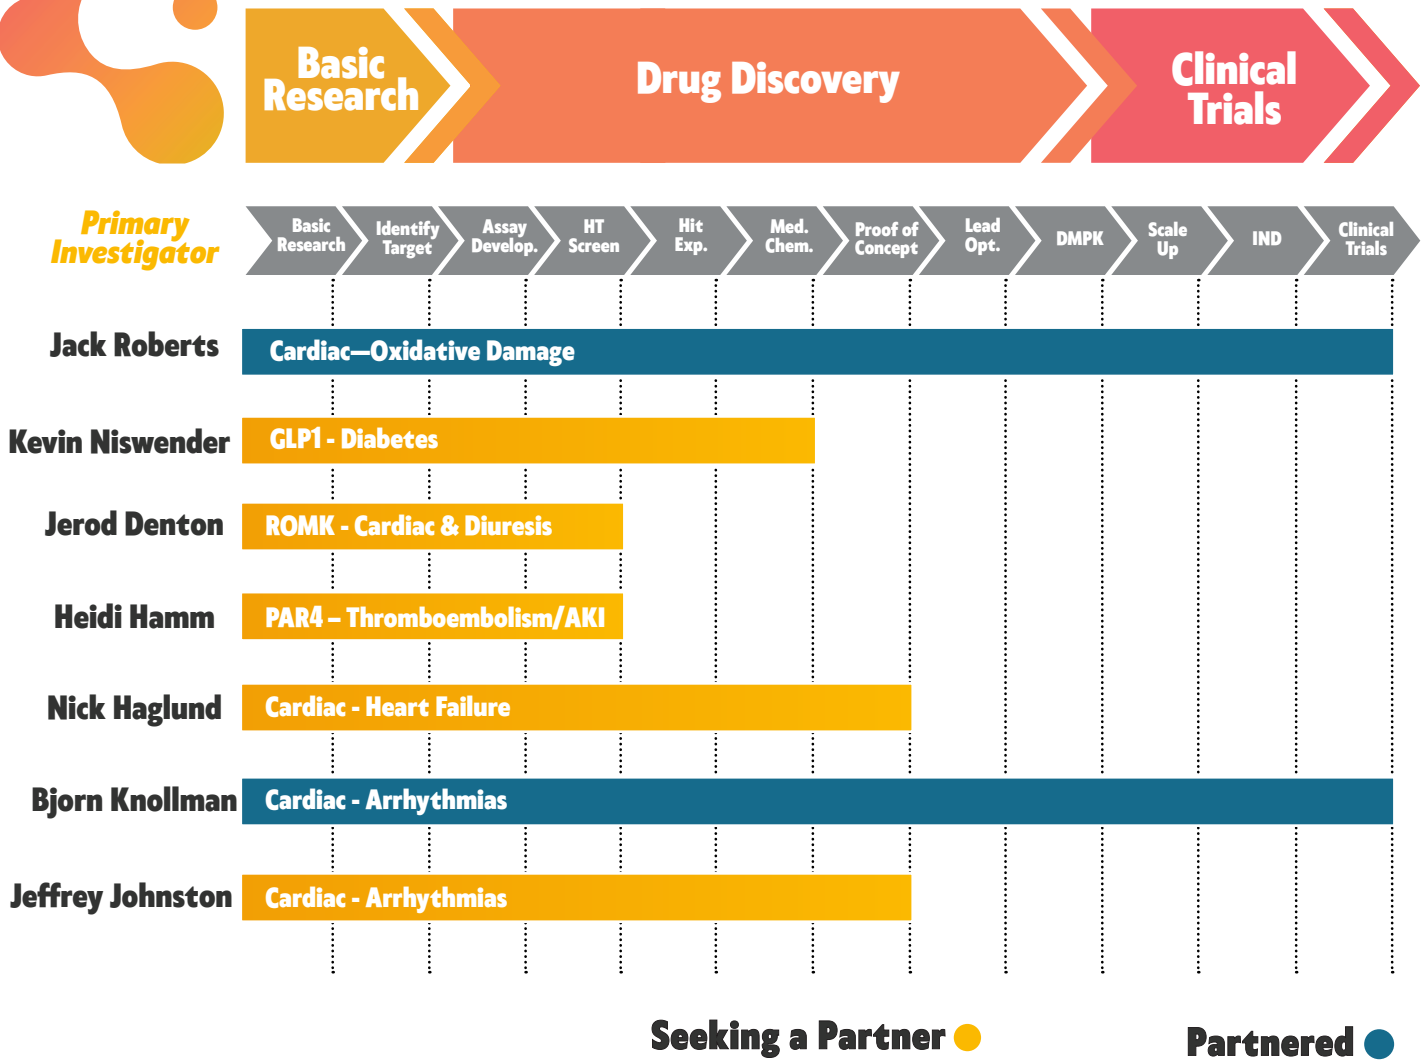 Basic
Research
Drug Discovery
Clinical
Trials
Primary
Investigator
Basic
Research
Identify
Target
Assay
Develop.
HT
Screen
Hit
Exp.
Med.
Chem.
Proof of
Concept
Lead
Opt.
DMPK
Scale
Up
IND
Clinical
Trials
Jack Roberts
Cardiac—Oxidative Damage
Kevin Niswender
GLP1 - Diabetes
Jerod Denton
ROMK - Cardiac & Diuresis
Heidi Hamm
PAR4 – Thromboembolism/AKI
Nick Haglund
Cardiac - Heart Failure
Bjorn Knollman
Cardiac - Arrhythmias
Jeffrey Johnston
Cardiac - Arrhythmias
Seeking a Partner
Partnered